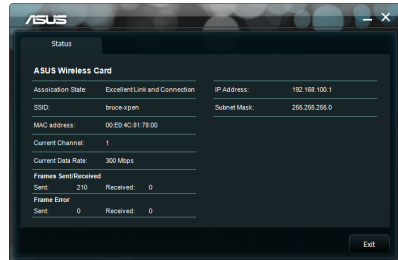 ASUS
Status
ASUS Wireless Card
Assoication State: Excellent Link and Connection
SSID: bruce-xpen
MAC address: 00:E0:4C:81:78:00
Current Channel: 1
Current Data Rate: 300 Mbps
Frames Sent/Received
Sent: 210 Received: 0
Frame Error
Sent: 0 Received: 0
IP Address: 192.168.100.1
Subnet Mask: 255.255.255.0
Exit